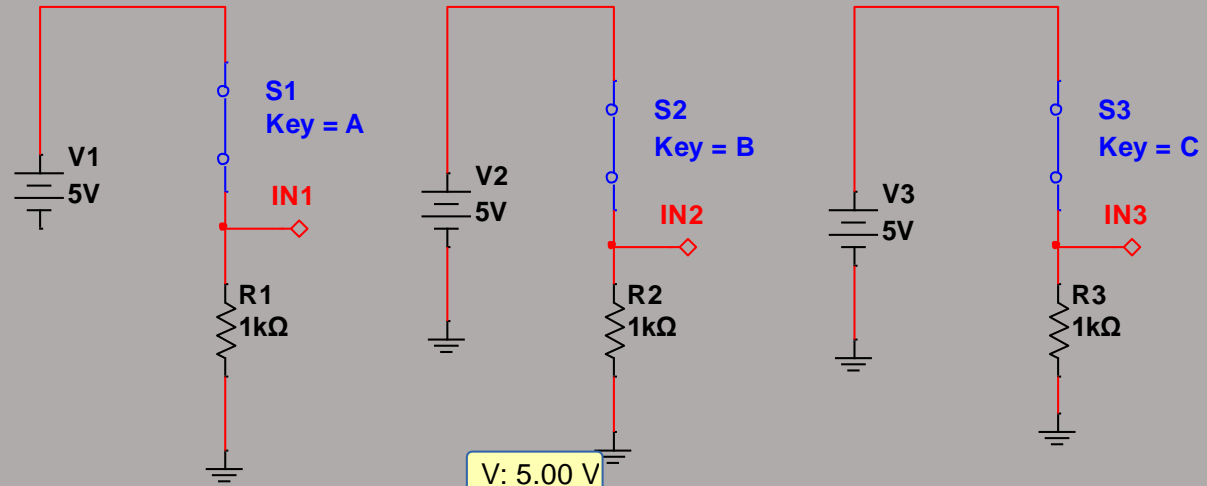 S1
Key = A
V1
5V
IN1
R1
1kΩ
S2
Key = B
V2
5V
IN2
R2
1kΩ
S3
Key = C
V3
5V
IN3
R3
1kΩ
V: 5.00 V